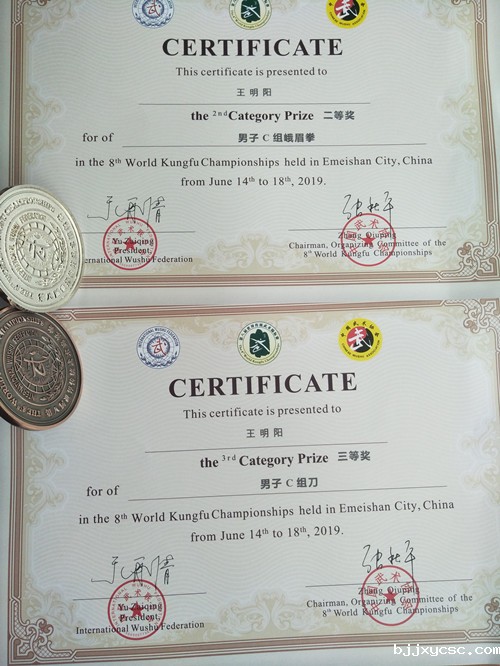 CERTIFICATE
This certificate is presented to
王明阳
the 2nd Category Prize 二等奖
for of 男子 C 组峨眉拳
in the 8th World Kungfu Championships held in Emeishan City, China
from June 14th to 18th, 2019.
Yu Zaiqing
President,
International Wushu Federation
Zhang Qiuping
Chairman, Organizing Committee of the
8th World Kungfu Championships
CERTIFICATE
This certificate is presented to
王明阳
the 3rd Category Prize 三等奖
for of 男子 C 组刀
in the 8th World Kungfu Championships held in Emeishan City, China
from June 14th to 18th, 2019.
Yu Zaiqing
President,
International Wushu Federation
Zhang Qiuping
Chairman, Organizing Committee of the
8th World Kungfu Championships
bjjxycsc.com